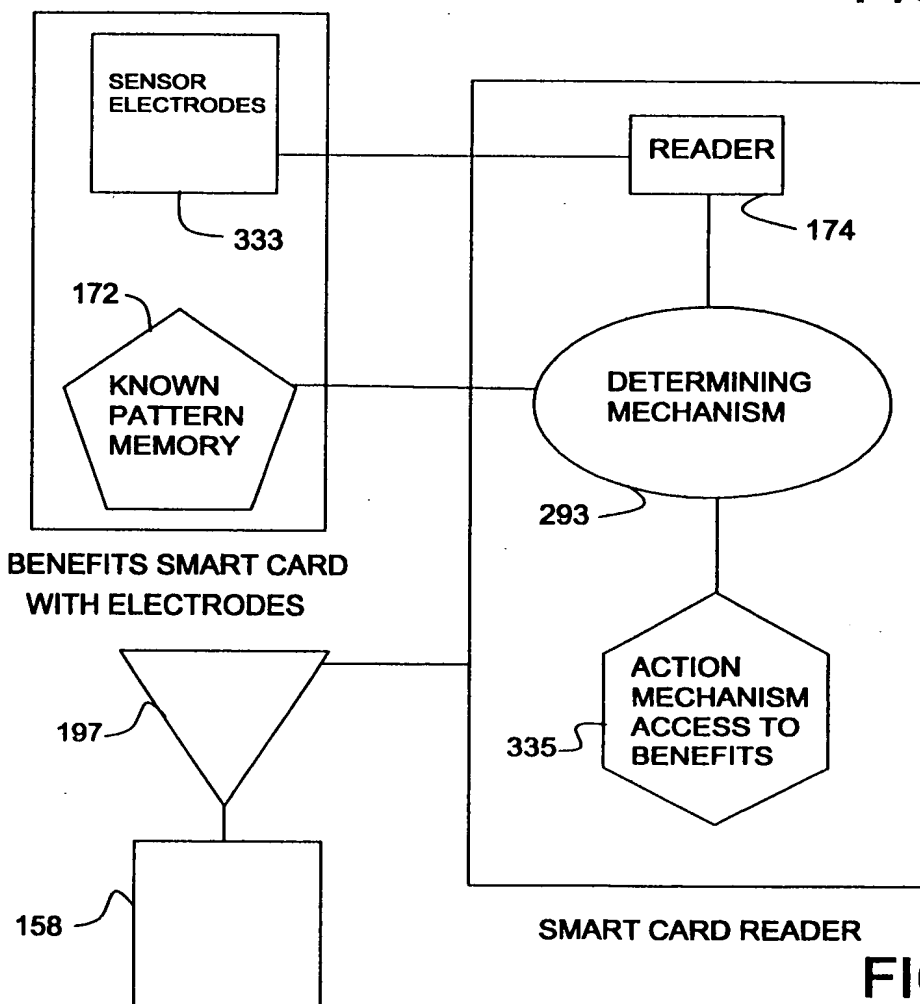 SENSOR
ELECTRODES
READER
333
174
172
KNOWN
PATTERN
MEMORY
DETERMINING
MECHANISM
293
BENEFITS SMART CARD
WITH ELECTRODES
ACTION
MECHANISM
ACCESS TO
BENEFITS
197
335
158
SMART CARD READER